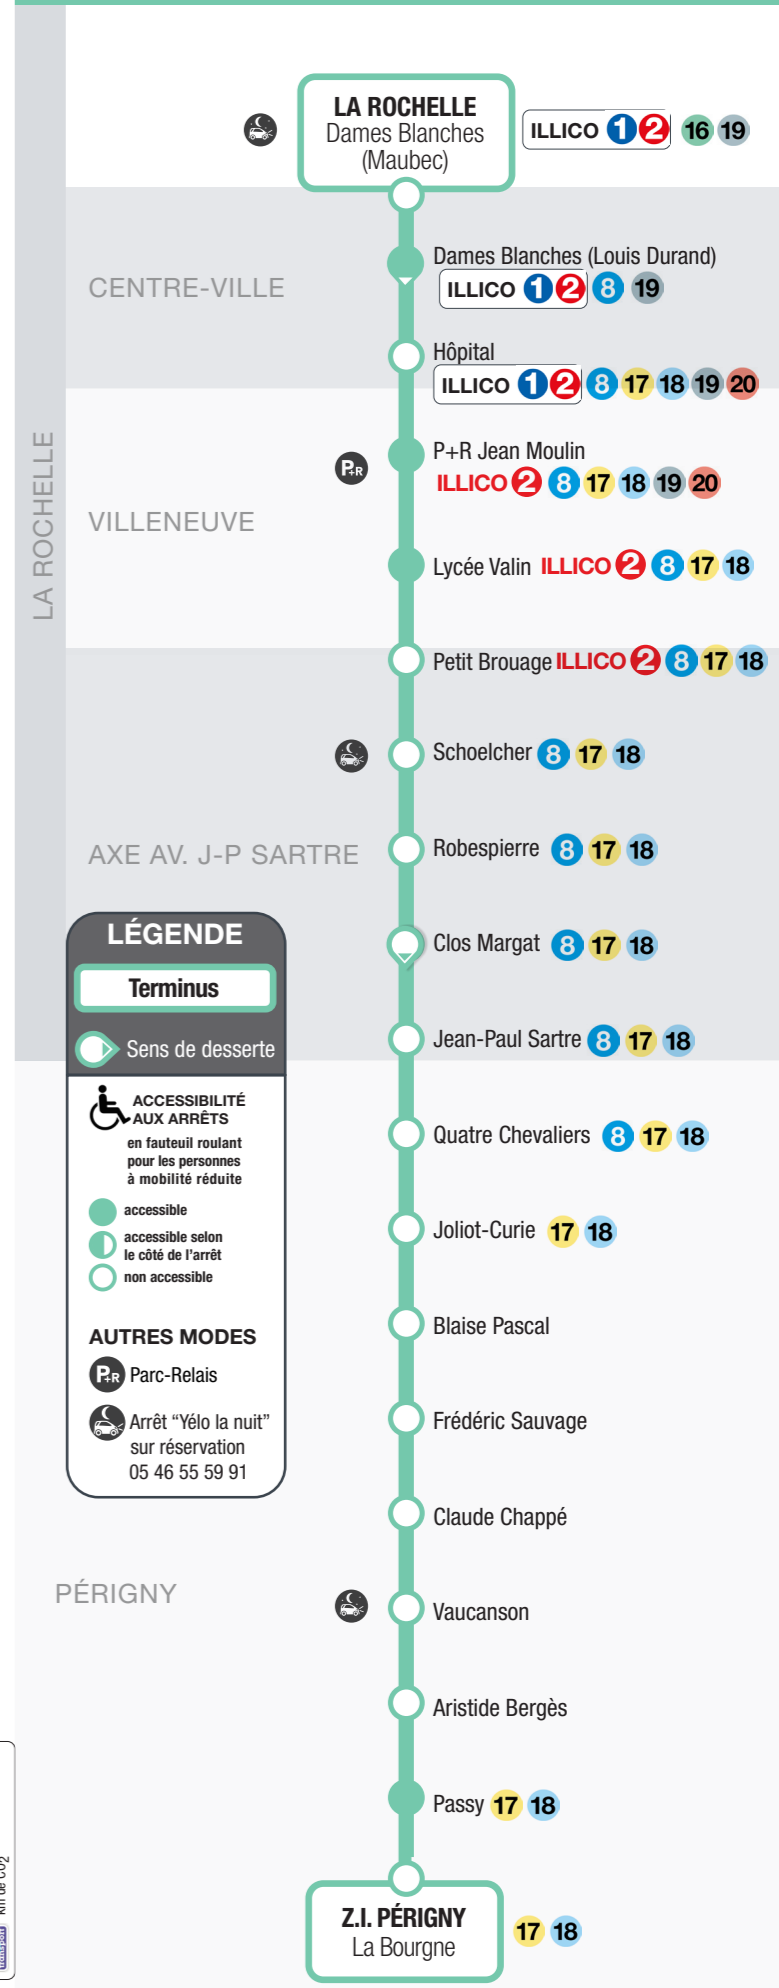 LA ROCHELLE
Dames Blanches
(Maubec)
ILLICO 1 2 16 19
CENTRE-VILLE
Dames Blanches (Louis Durand)
ILLICO 1 2 8 19
Hôpital
ILLICO 1 2 8 17 18 19 20
LA ROCHELLE
VILLENEUVE
P+R
P+R Jean Moulin
ILLICO 2 8 17 18 19 20
Lycée Valin ILLICO 2 8 17 18
Petit Brouage ILLICO 2 8 17 18
AXE AV. J-P SARTRE
Schoelcher 8 17 18
Robespierre 8 17 18
Clos Margat 8 17 18
Jean-Paul Sartre 8 17 18
LÉGENDE
Terminus
Sens de desserte
ACCESSIBILITÉ
AUX ARRÊTS
en fauteuil roulant
pour les personnes
à mobilité réduite
accessible
accessible selon
le côté de l'arrêt
non accessible
AUTRES MODES
P+R Parc-Relais
Arrêt “Yélo la nuit”
sur réservation
05 46 55 59 91
PÉRIGNY
Quatre Chevaliers 8 17 18
Joliot-Curie 17 18
Blaise Pascal
Frédéric Sauvage
Claude Chappé
Vaucanson
Aristide Bergès
Passy 17 18
Z.I. PÉRIGNY
La Bourgne
17 18
transport
km de CO2